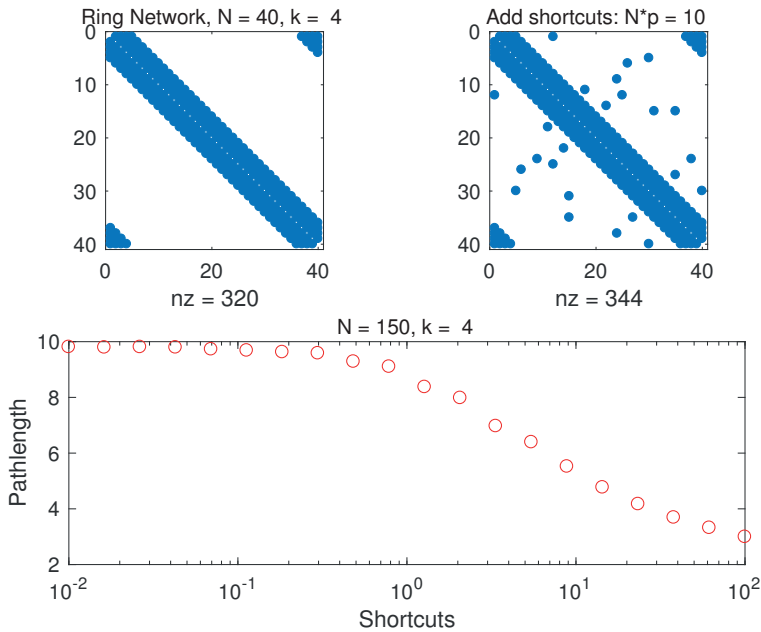 Ring Network, N = 40, k =  4
0
10
20
30
40
0 20 40
nz = 320
Add shortcuts: N*p = 10
0
10
20
30
40
0 20 40
nz = 344
N = 150, k =  4
10
8
6
4
2
Pathlength
10^-2 10^-1 10^0 10^1 10^2
Shortcuts